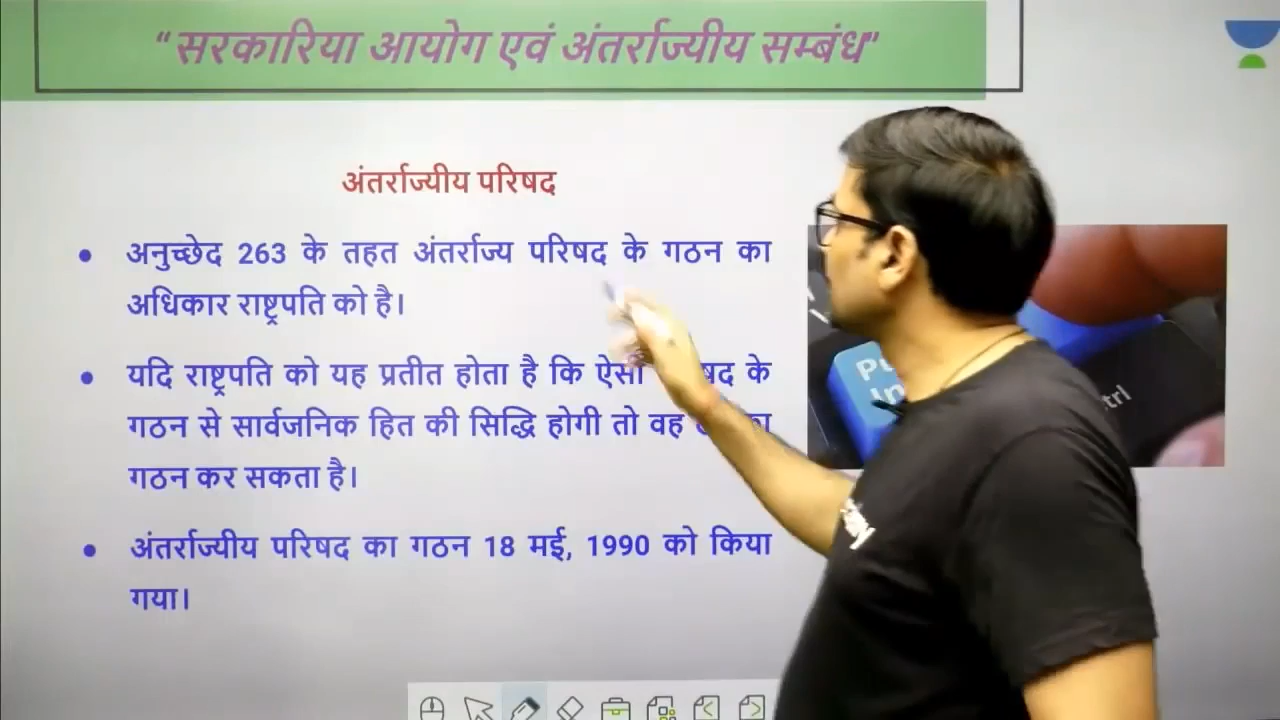 “सरकारिया आयोग एवं अंतर्राज्यीय सम्बंध”
अंतर्राज्यीय परिषद
• अनुच्छेद 263 के तहत अंतर्राज्य परिषद के गठन का
अधिकार राष्ट्रपति को है।
• यदि राष्ट्रपति को यह प्रतीत होता है कि ऐसी के
गठन से सार्वजनिक हित की सिद्धि होगी तो वह
गठन कर सकता है।
• अंतर्राज्यीय परिषद का गठन 18 मई, 1990 को किया
गया।